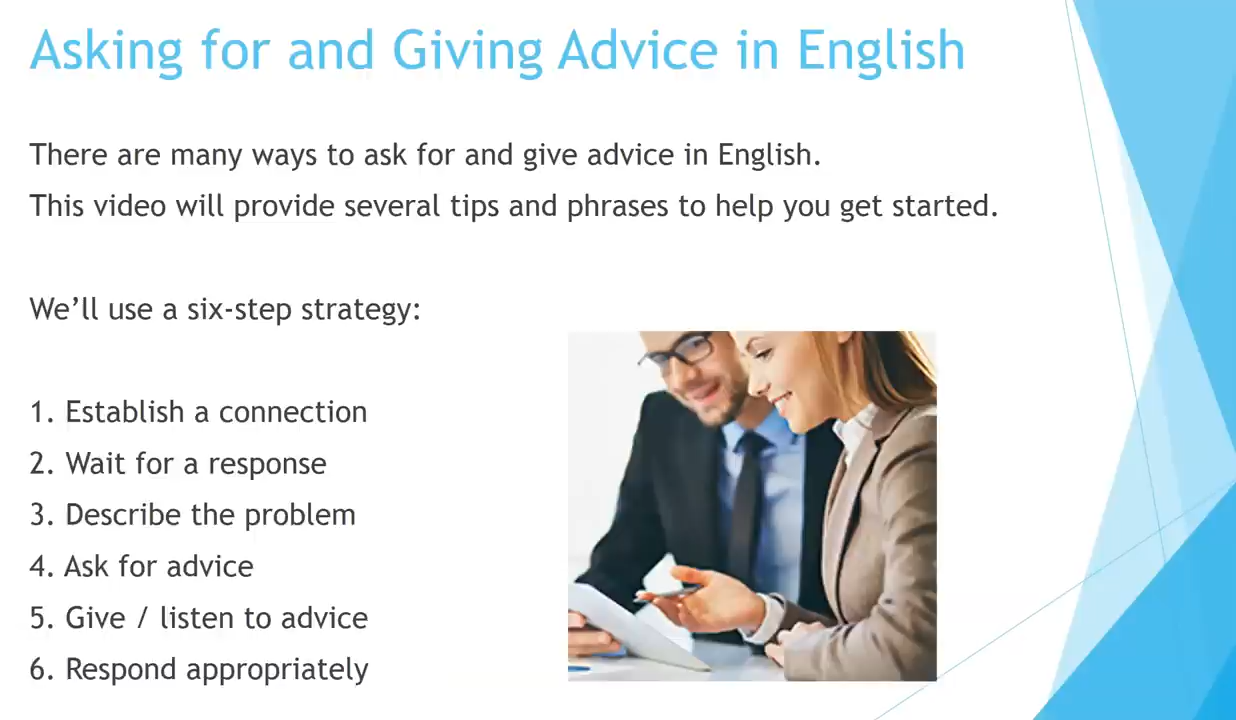 Asking for and Giving Advice in English
There are many ways to ask for and give advice in English.
This video will provide several tips and phrases to help you get started.
We’ll use a six-step strategy:
1. Establish a connection
2. Wait for a response
3. Describe the problem
4. Ask for advice
5. Give / listen to advice
6. Respond appropriately